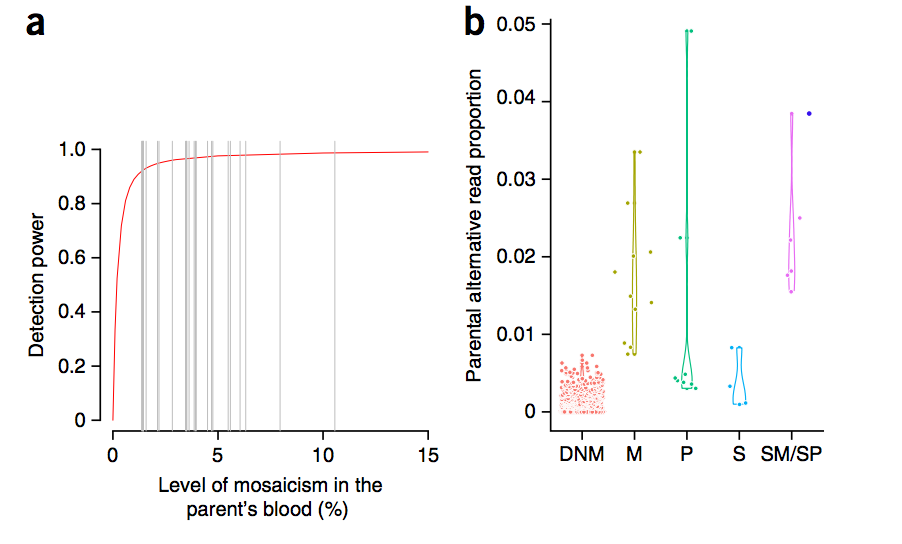 a
Detection power
1.0
0.8
0.6
0.4
0.2
0
0
5
10
15
Level of mosaicism in the
parent's blood (%)
b
Parental alternative read proportion
0.05
0.04
0.03
0.02
0.01
0
DNM
M
P
S
SM/SP